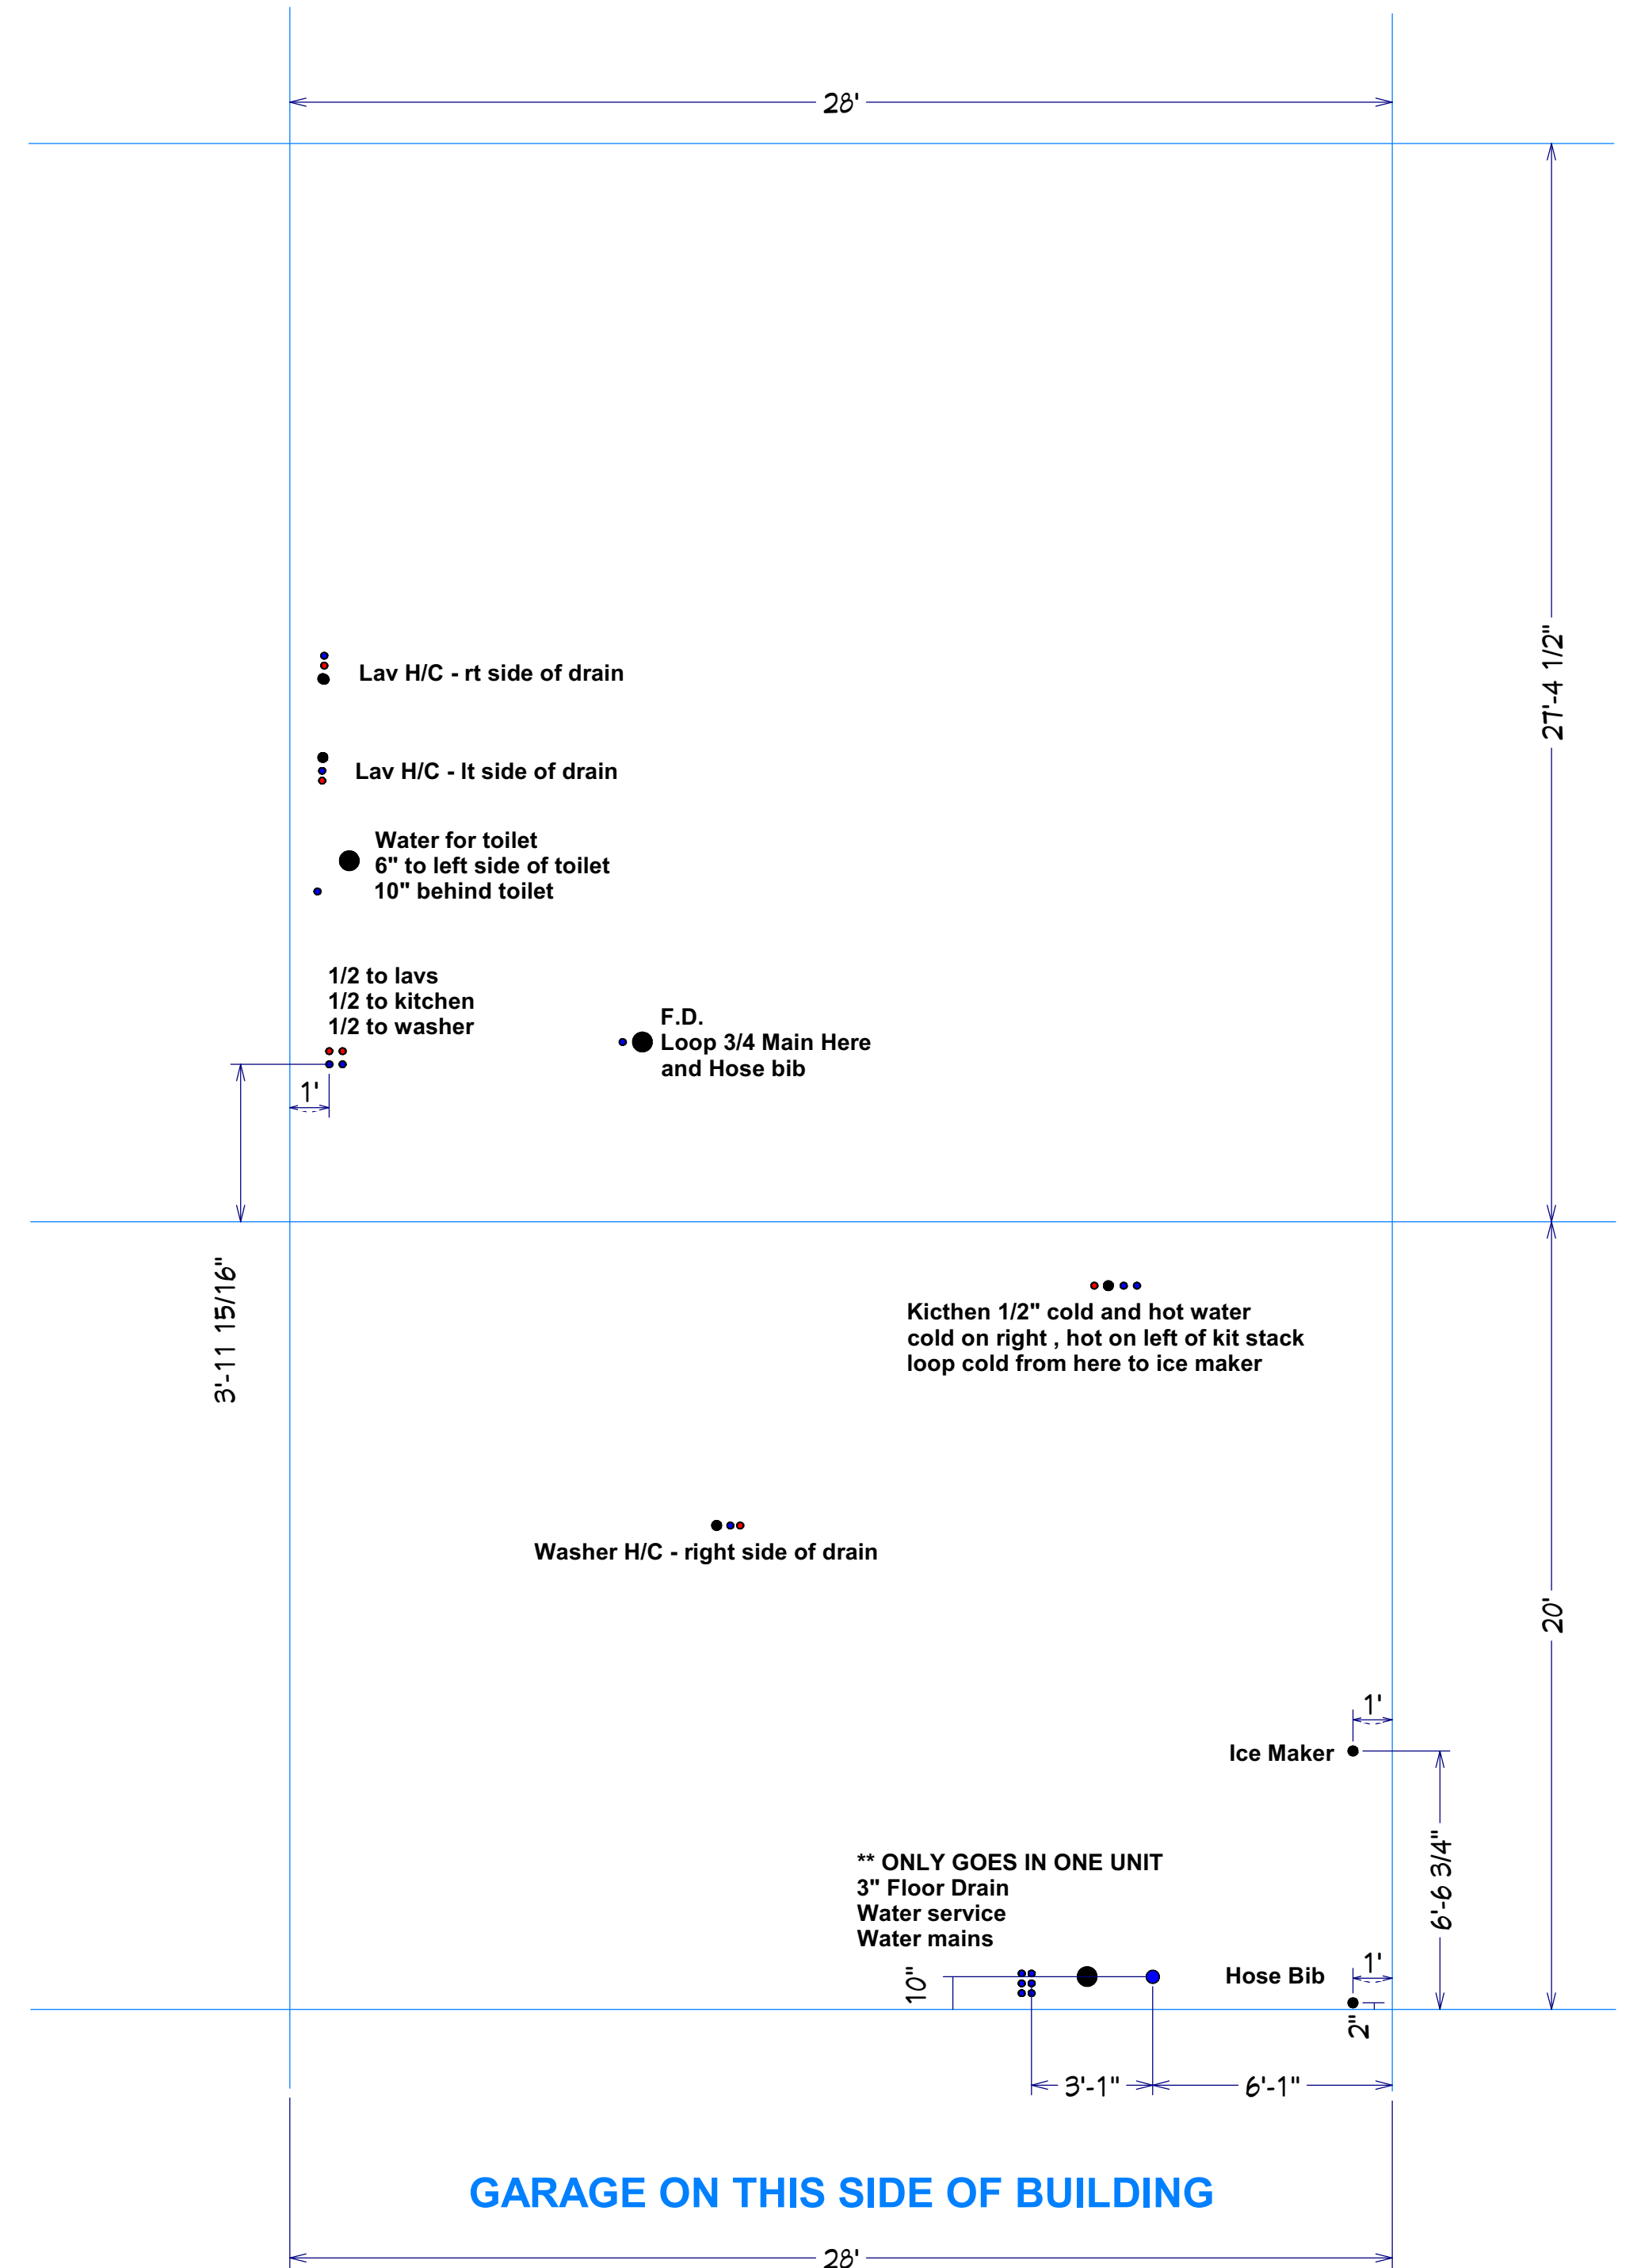 28'
27'-4 1/2"
Lav H/C - rt side of drain
Lav H/C - lt side of drain
Water for toilet
6" to left side of toilet
10" behind toilet
1/2 to lavs
1/2 to kitchen
1/2 to washer
F.D.
Loop 3/4 Main Here
and Hose bib
1'
3'-11 15/16"
Kicthen 1/2" cold and hot water
cold on right , hot on left of kit stack
loop cold from here to ice maker
Washer H/C - right side of drain
20'
1'
Ice Maker
6'-6 3/4"
** ONLY GOES IN ONE UNIT
3" Floor Drain
Water service
Water mains
10"
Hose Bib
1'
2"
3'-1"
6'-1"
GARAGE ON THIS SIDE OF BUILDING
28'